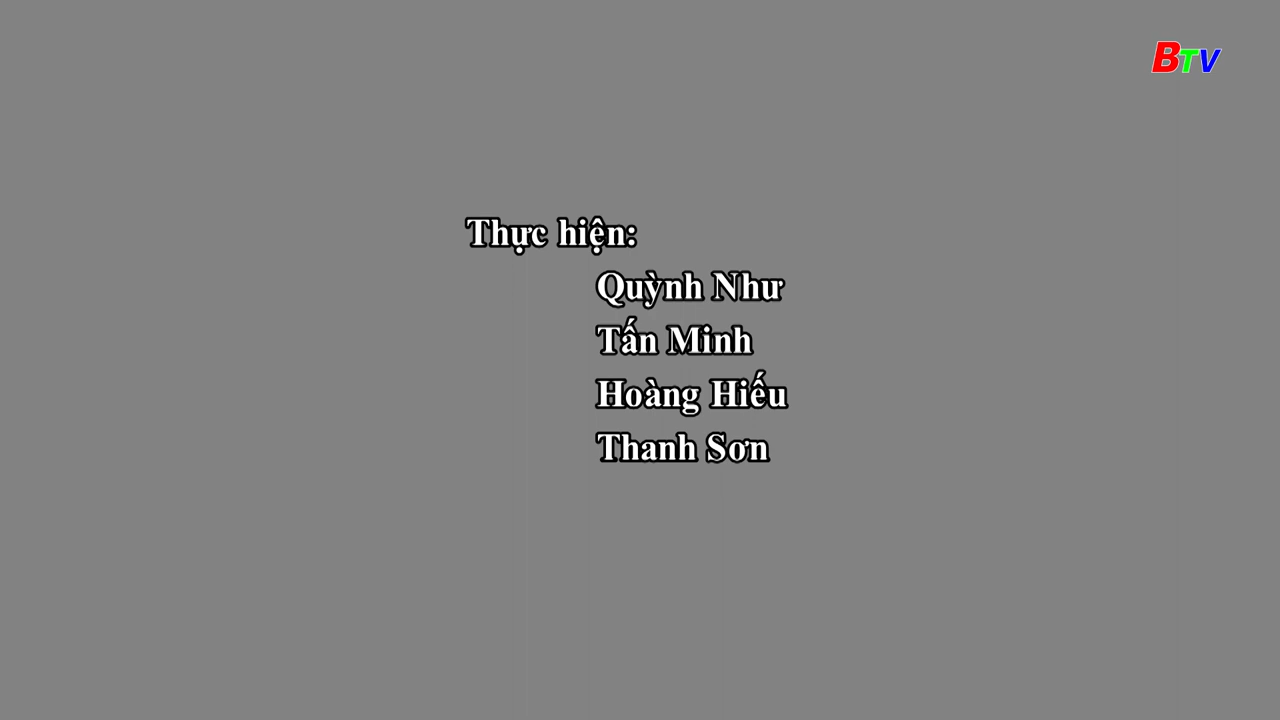 BTV
Thực hiện:
Quỳnh Như
Tấn Minh
Hoàng Hiếu
Thanh Sơn